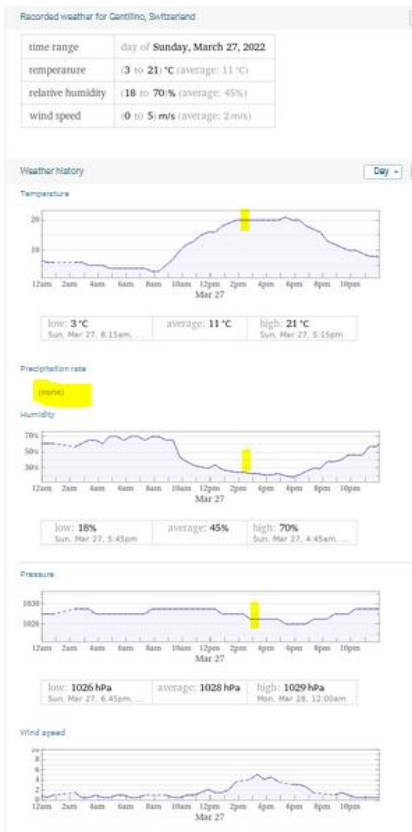 Recorded weather for Gentilino, Switzerland
time range day of Sunday, March 27, 2022
temperature (3 to 21) °C (average: 11 °C)
relative humidity (18 to 70)% (average: 45%)
wind speed (0 to 5) m/s (average: 2 m/s)
Weather history Day
Temperature
20
10
12am 2am 4am 6am 8am 10am 12pm 2pm 4pm 6pm 8pm 10pm
Mar 27
low: 3 °C average: 11 °C high: 21 °C
Sun, Mar 27, 8:15am, ... Sun, Mar 27, 5:15pm
Precipitation rate
(none)
Humidity
70%
50%
30%
12am 2am 4am 6am 8am 10am 12pm 2pm 4pm 6pm 8pm 10pm
Mar 27
low: 18% average: 45% high: 70%
Sun, Mar 27, 5:45pm Sun, Mar 27, 4:45am, ...
Pressure
1030
1026
12am 2am 4am 6am 8am 10am 12pm 2pm 4pm 6pm 8pm 10pm
Mar 27
low: 1026 hPa average: 1028 hPa high: 1029 hPa
Sun, Mar 27, 6:45pm, ... Mon, Mar 28, 12:00am
Wind speed
10
8
6
4
2
0
12am 2am 4am 6am 8am 10am 12pm 2pm 4pm 6pm 8pm 10pm
Mar 27